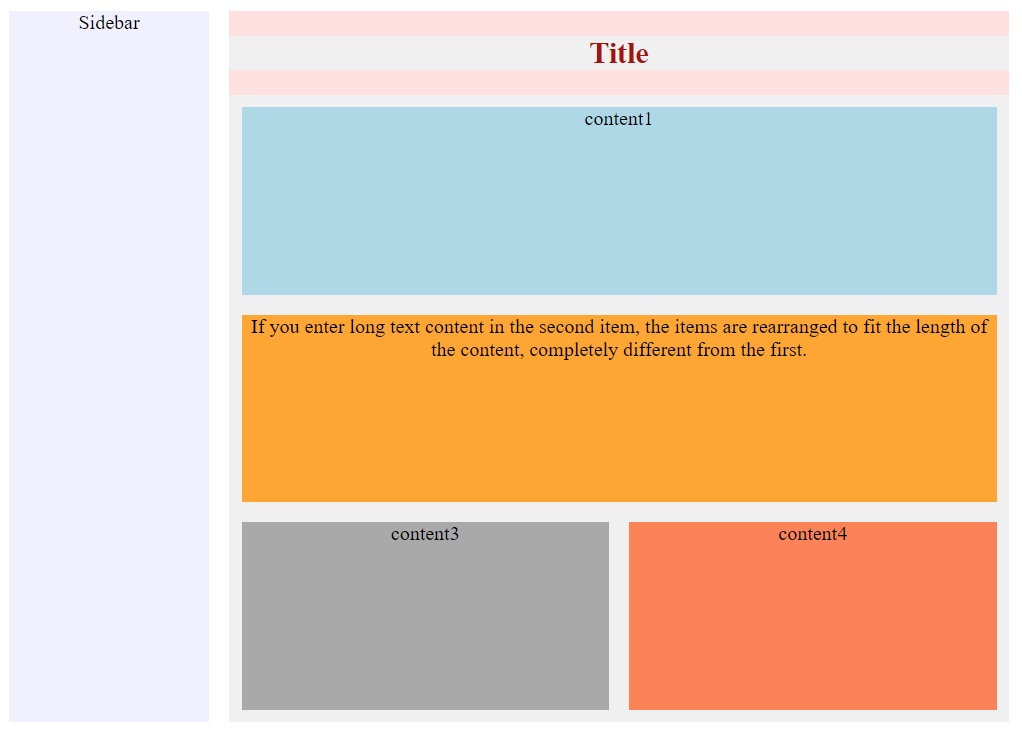 Sidebar
Title
content1
If you enter long text content in the second item, the items are rearranged to fit the length of
the content, completely different from the first.
content3
content4